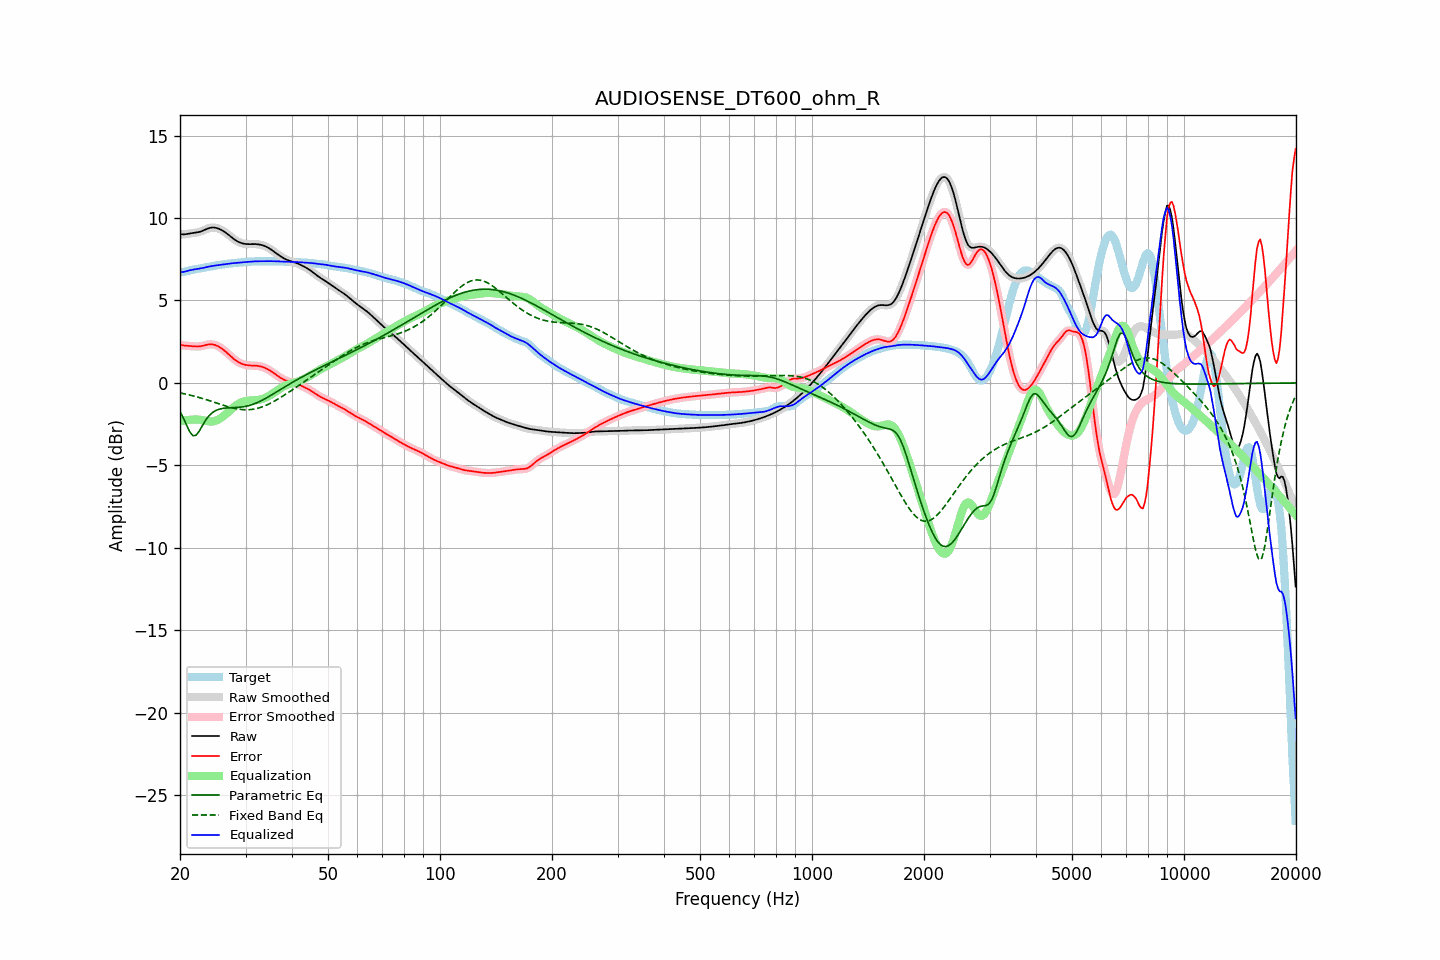 AUDIOSENSE_DT600_ohm_R
15
10
5
0
−5
−10
−15
−20
−25
Amplitude (dBr)
Target
Raw Smoothed
Error Smoothed
Raw
Error
Equalization
Parametric Eq
Fixed Band Eq
Equalized
20 50 100 200 500 1000 2000 5000 10000 20000
Frequency (Hz)